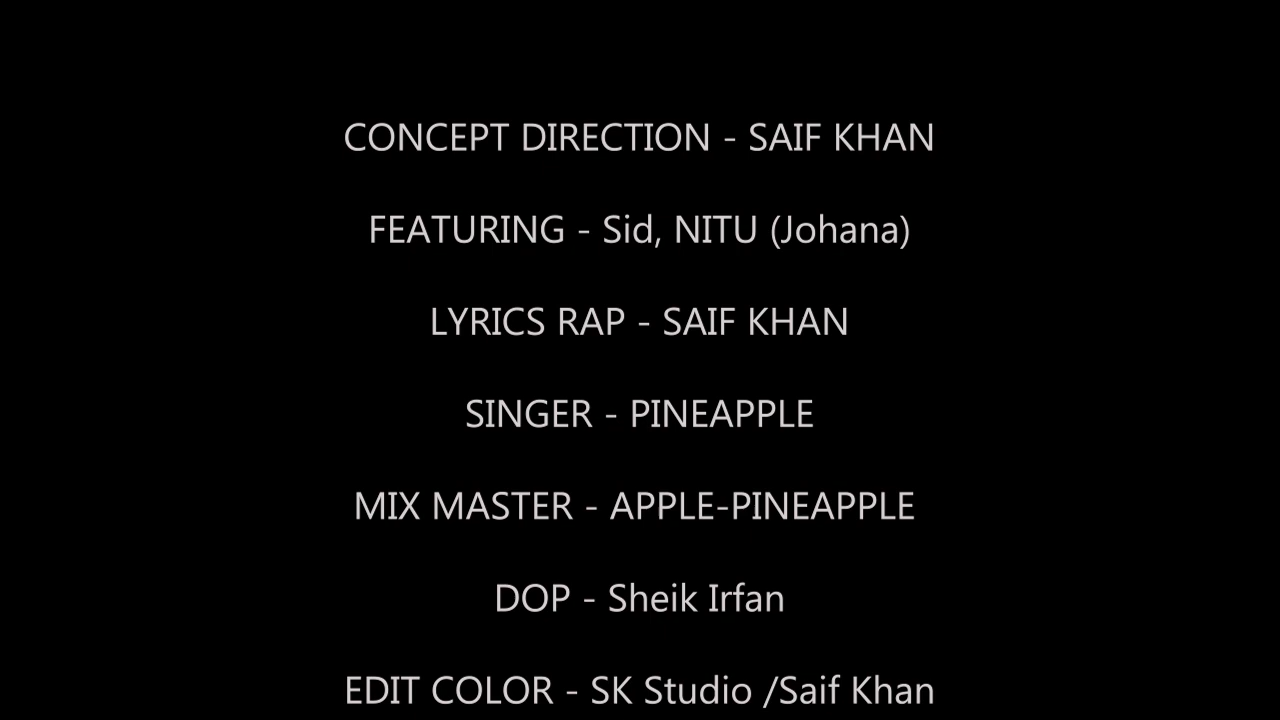 CONCEPT DIRECTION - SAIF KHAN
FEATURING - Sid, NITU (Johana)
LYRICS RAP - SAIF KHAN
SINGER - PINEAPPLE
MIX MASTER - APPLE-PINEAPPLE
DOP - Sheik Irfan
EDIT COLOR - SK Studio /Saif Khan